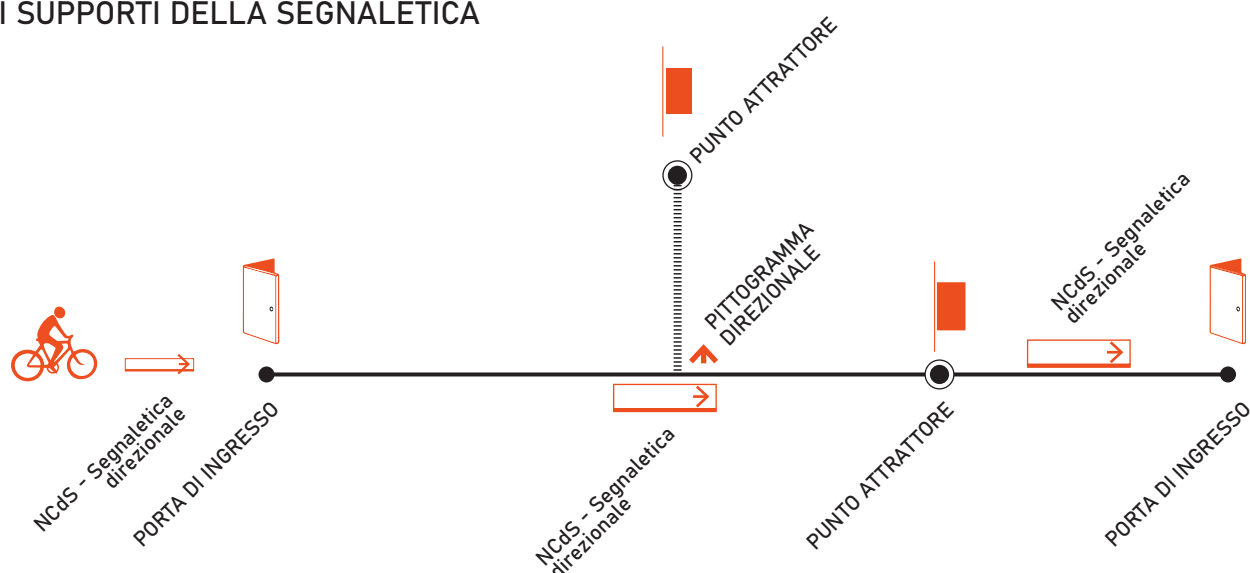 I SUPPORTI DELLA SEGNALETICA
PUNTO ATTRATTORE
PITTOGRAMMA
DIREZIONALE
NCdS - Segnaletica
direzionale
NCdS - Segnaletica
direzionale
PORTA DI INGRESSO
NCdS - Segnaletica
direzionale
PUNTO ATTRATTORE
PORTA DI INGRESSO